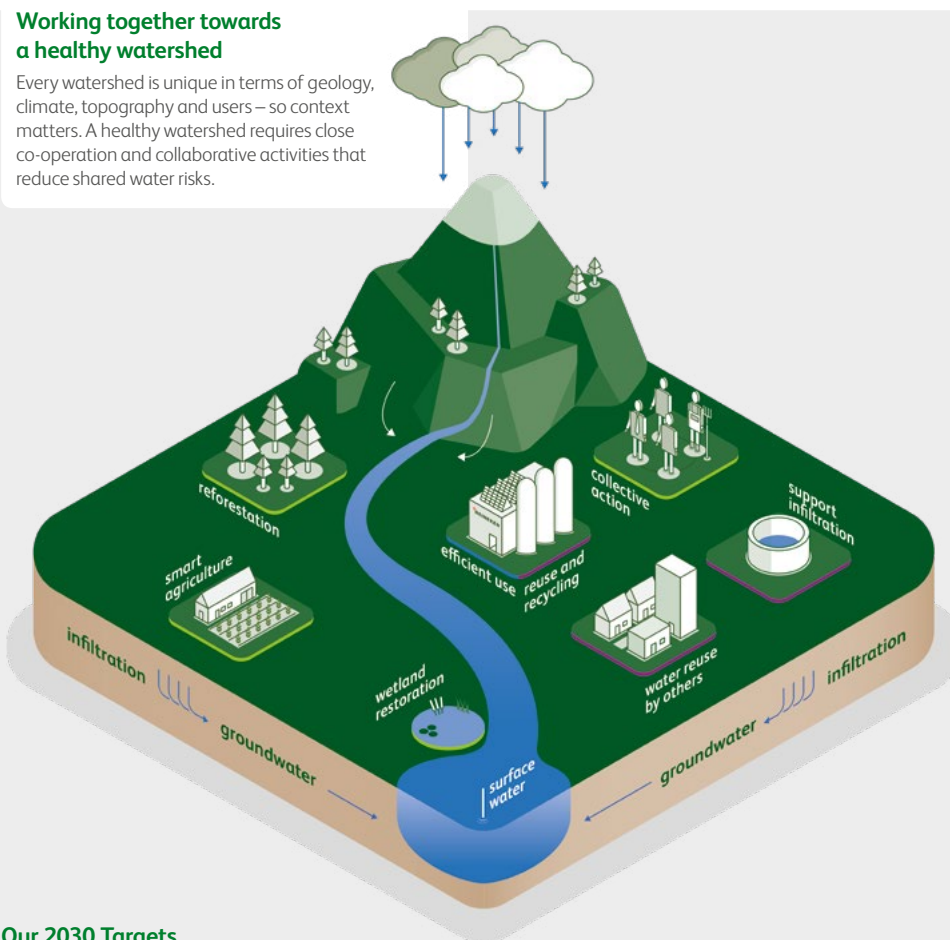 Working together towards
a healthy watershed
Every watershed is unique in terms of geology,
climate, topography and users – so context
matters. A healthy watershed requires close
co-operation and collaborative activities that
reduce shared water risks.
reforestation
collective
action
support
infiltration
efficient use
reuse and
recycling
smart
agriculture
water reuse
by others
wetland
restoration
infiltration
groundwater
surface
water
groundwater
infiltration
Our 2030 Targets